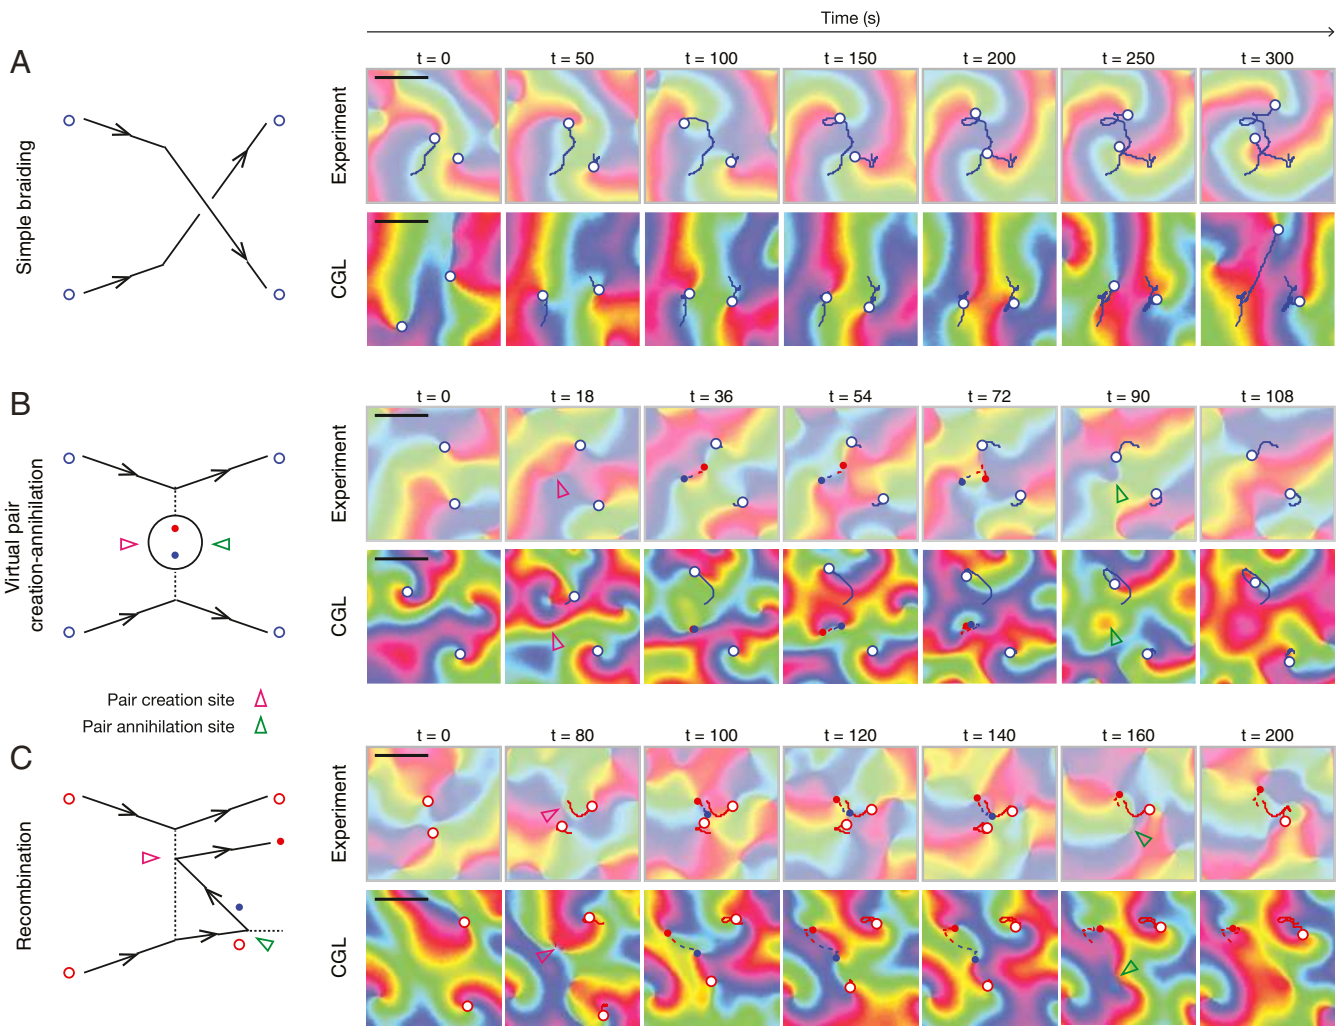 Time (s)
A
t = 0 t = 50 t = 100 t = 150 t = 200 t = 250 t = 300
Simple braiding
Experiment
CGL
B
t = 0 t = 18 t = 36 t = 54 t = 72 t = 90 t = 108
Virtual pair
creation-annihilation
Experiment
CGL
Pair creation site
Pair annihilation site
C
t = 0 t = 80 t = 100 t = 120 t = 140 t = 160 t = 200
Recombination
Experiment
CGL